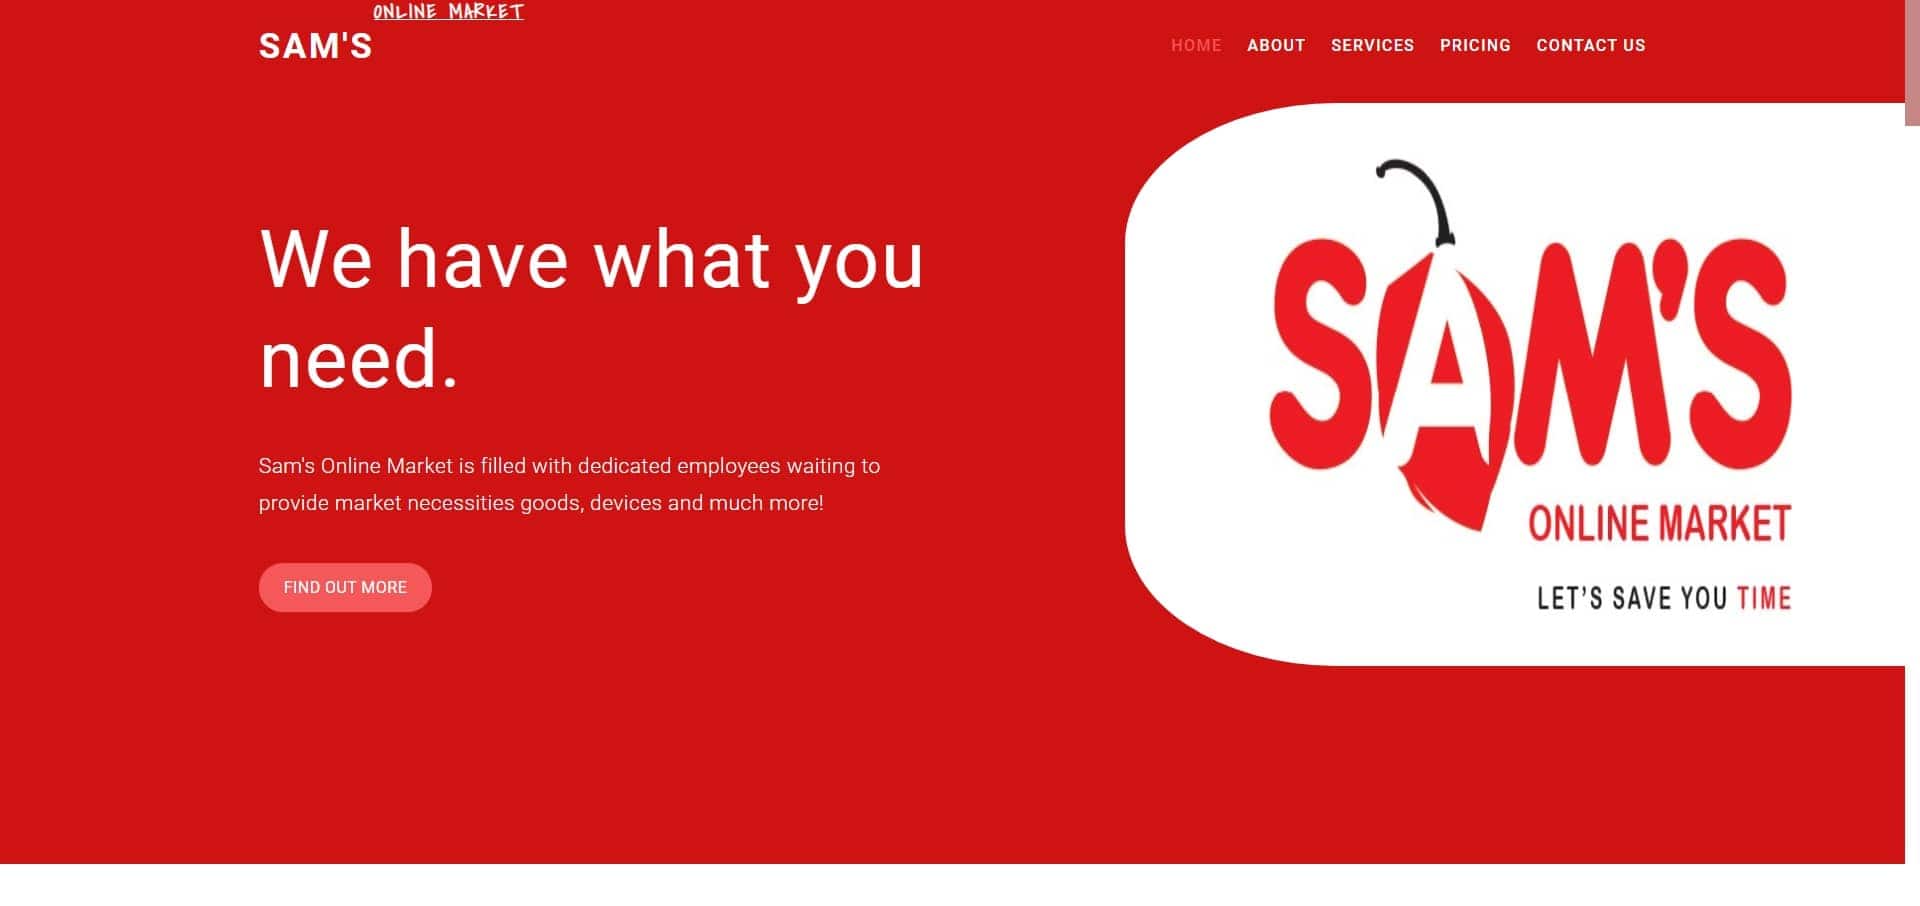 ONLINE MARKET
SAM'S
HOME ABOUT SERVICES PRICING CONTACT US
We have what you
need.
Sam's Online Market is filled with dedicated employees waiting to
provide market necessities goods, devices and much more!
FIND OUT MORE
SAM'S
ONLINE MARKET
LET'S SAVE YOU TIME